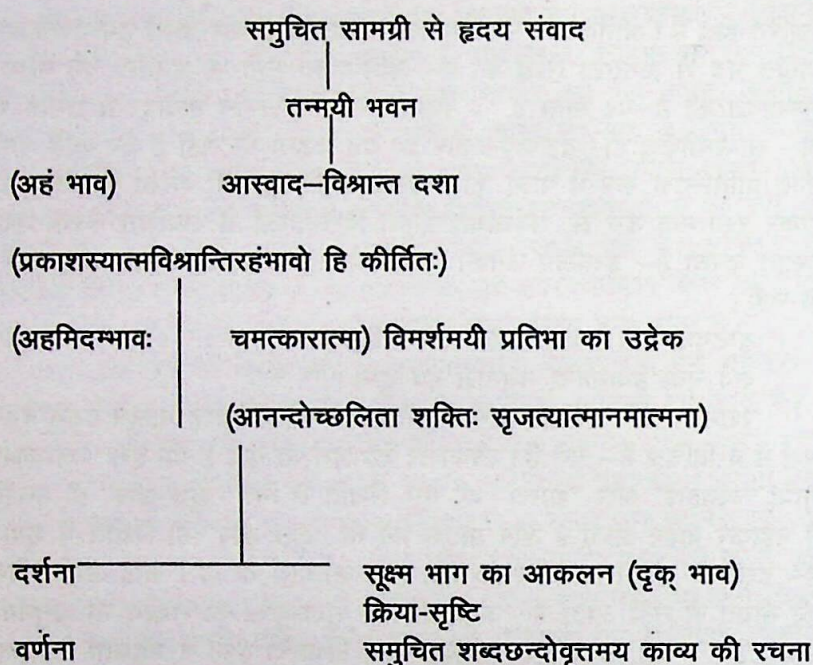 समुचित सामग्री से हृदय संवाद
तन्मयी भवन
(अहं भाव) आस्वाद–विश्रान्त दशा
(प्रकाशस्यात्मविश्रान्तिरहंभावो हि कीर्तितः)
(अहमिदम्भावः चमत्कारात्मा) विमर्शमयी प्रतिभा का उद्रेक
(आनन्दोच्छलिता शक्तिः सृजत्यात्मानमात्मना)
दर्शना सूक्ष्म भाग का आकलन (दृक् भाव)
क्रिया-सृष्टि
वर्णना समुचित शब्दछन्दोवृत्तमय काव्य की रचना